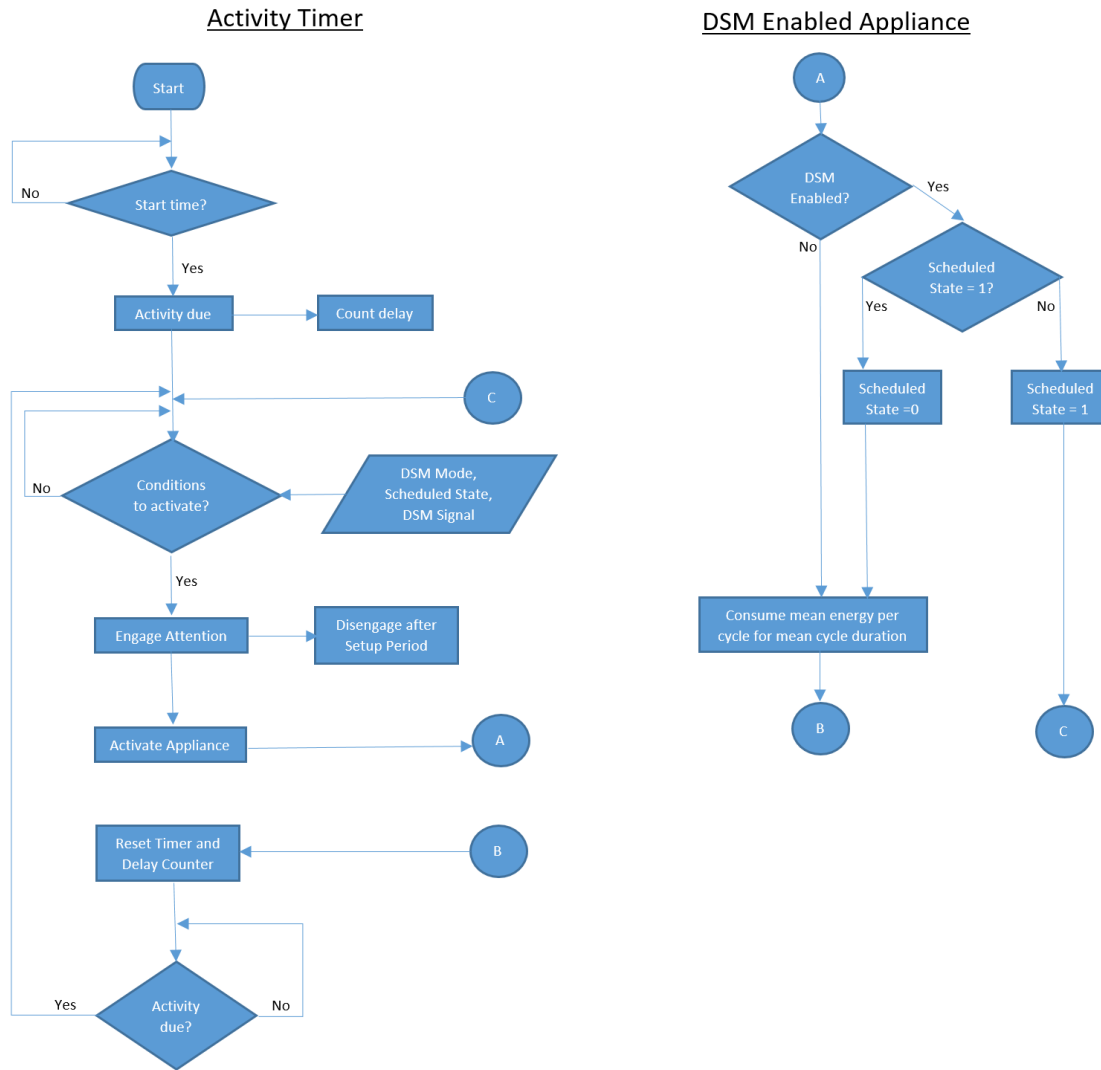 Activity Timer
Start
No
Start time?
Yes
Activity due
Count delay
C
No
Conditions
to activate?
DSM Mode,
Scheduled State,
DSM Signal
Yes
Engage Attention
Disengage after
Setup Period
Activate Appliance
A
Reset Timer and
Delay Counter
B
Yes
Activity
due?
No
DSM Enabled Appliance
A
DSM
Enabled?
Yes
No
Scheduled
State = 1?
Yes
No
Scheduled
State =0
Scheduled
State = 1
Consume mean energy per
cycle for mean cycle duration
B
C